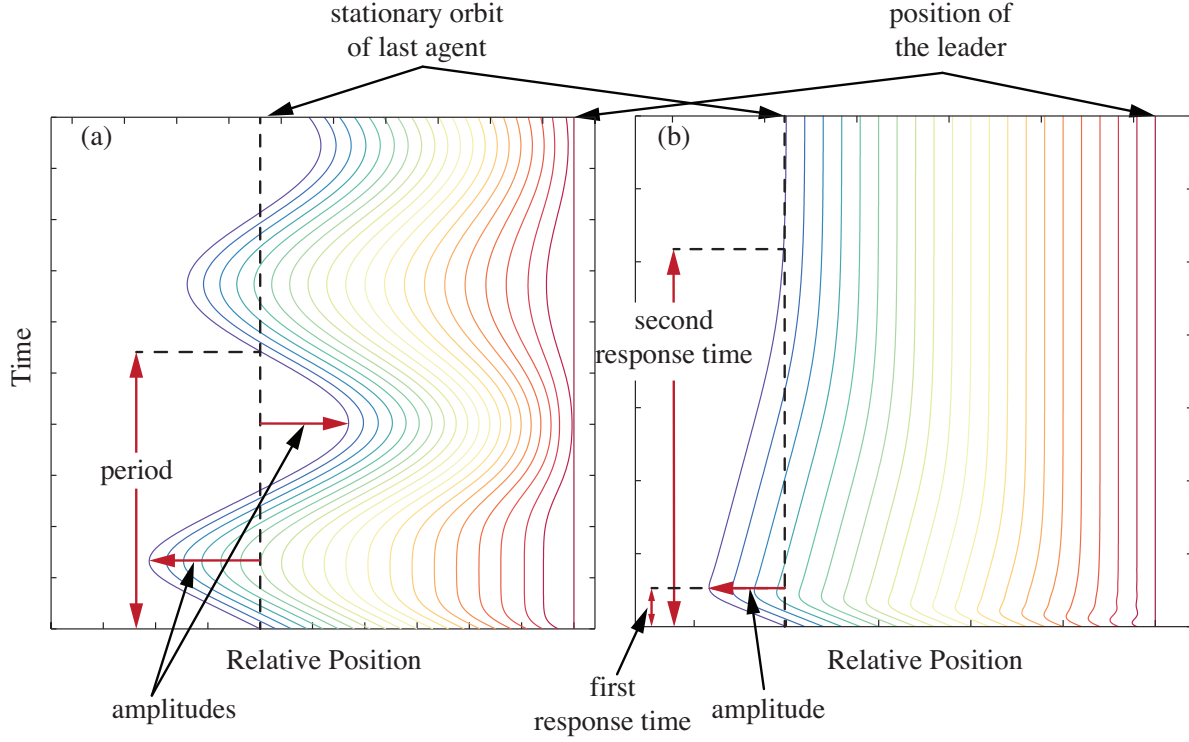 stationary orbit
of last agent
position of
the leader
(a)
(b)
Time
period
second
response time
Relative Position
Relative Position
amplitudes
first
response time
amplitude